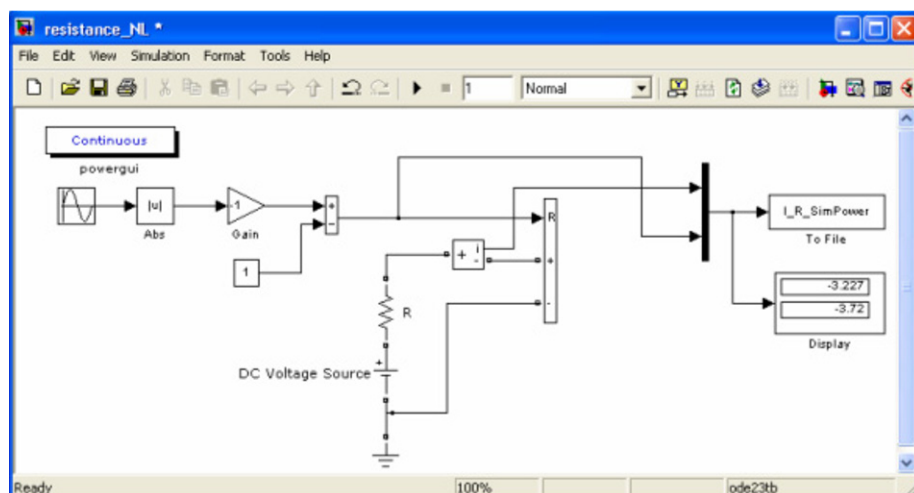 resistance_NL *
File Edit View Simulation Format Tools Help
1 Normal
Continuous
powergui
|u|
Abs
-1
Gain
+
-
1
+ i
-
R
+
-
R
+
DC Voltage Source
I_R_SimPower
To File
-3.227
-3.72
Display
Ready 100% ode23tb